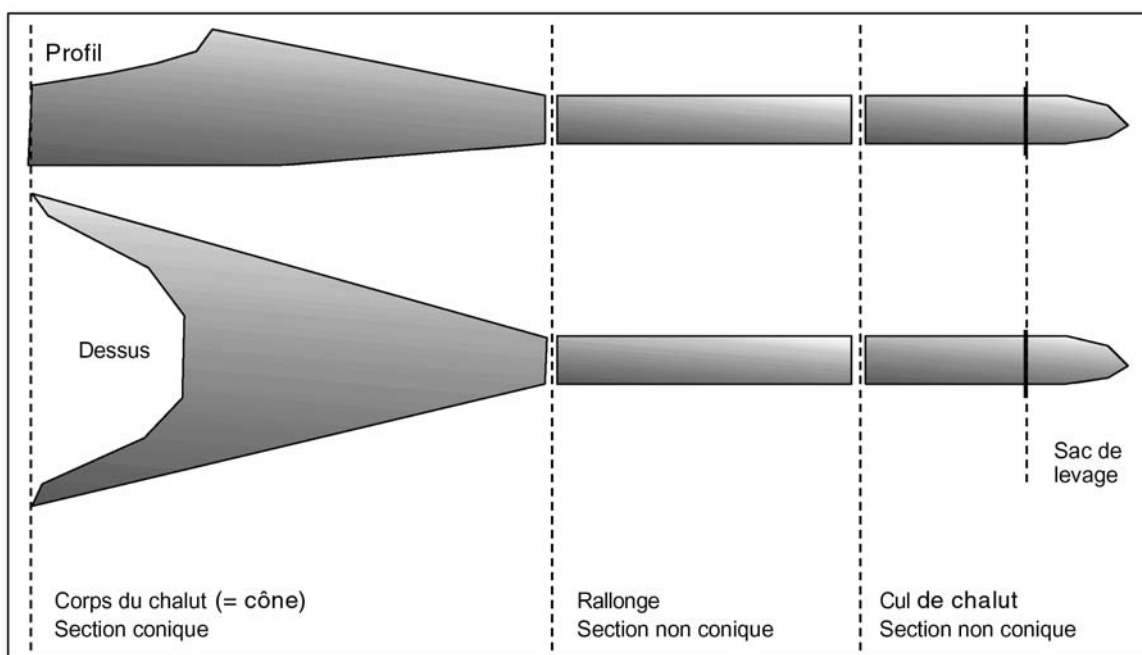 Profil
Dessus
Sac de
levage
Corps du chalut (= cône)
Section conique
Rallonge
Section non conique
Cul de chalut
Section non conique